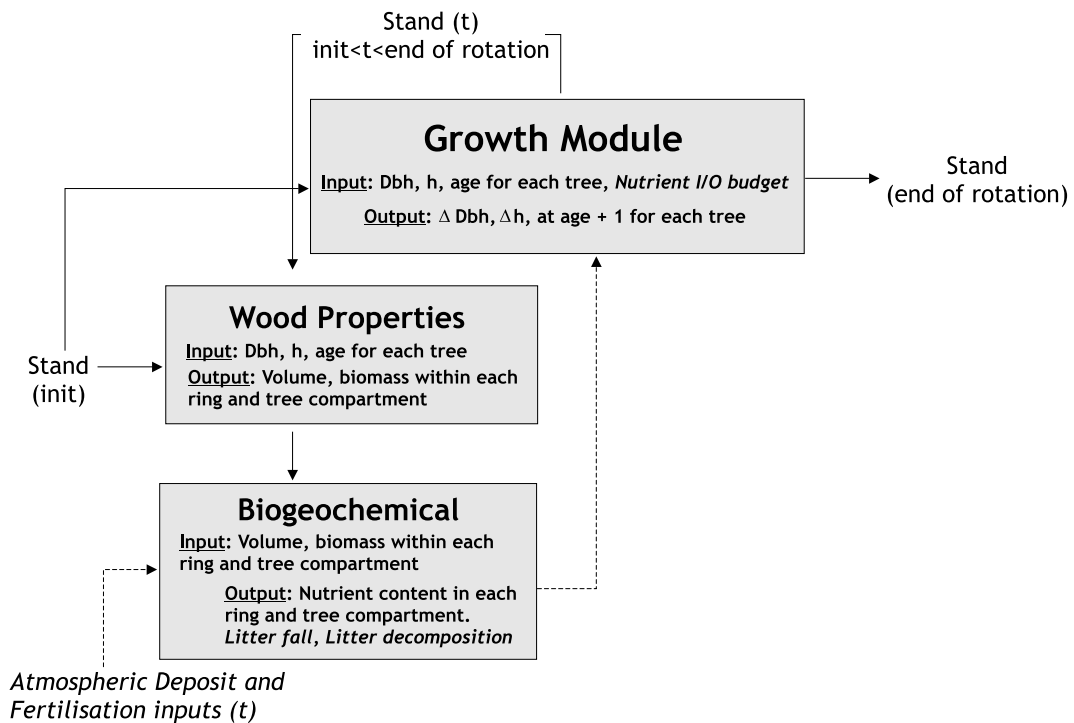 Stand (t)
init<t<end of rotation
Growth Module
Input: Dbh, h, age for each tree, Nutrient I/O budget
Output: Δ Dbh, Δ h, at age + 1 for each tree
Stand
(end of rotation)
Wood Properties
Input: Dbh, h, age for each tree
Output: Volume, biomass within each
ring and tree compartment
Stand
(init)
Biogeochemical
Input: Volume, biomass within each
ring and tree compartment
Output: Nutrient content in each
ring and tree compartment.
Litter fall, Litter decomposition
Atmospheric Deposit and
Fertilisation inputs (t)